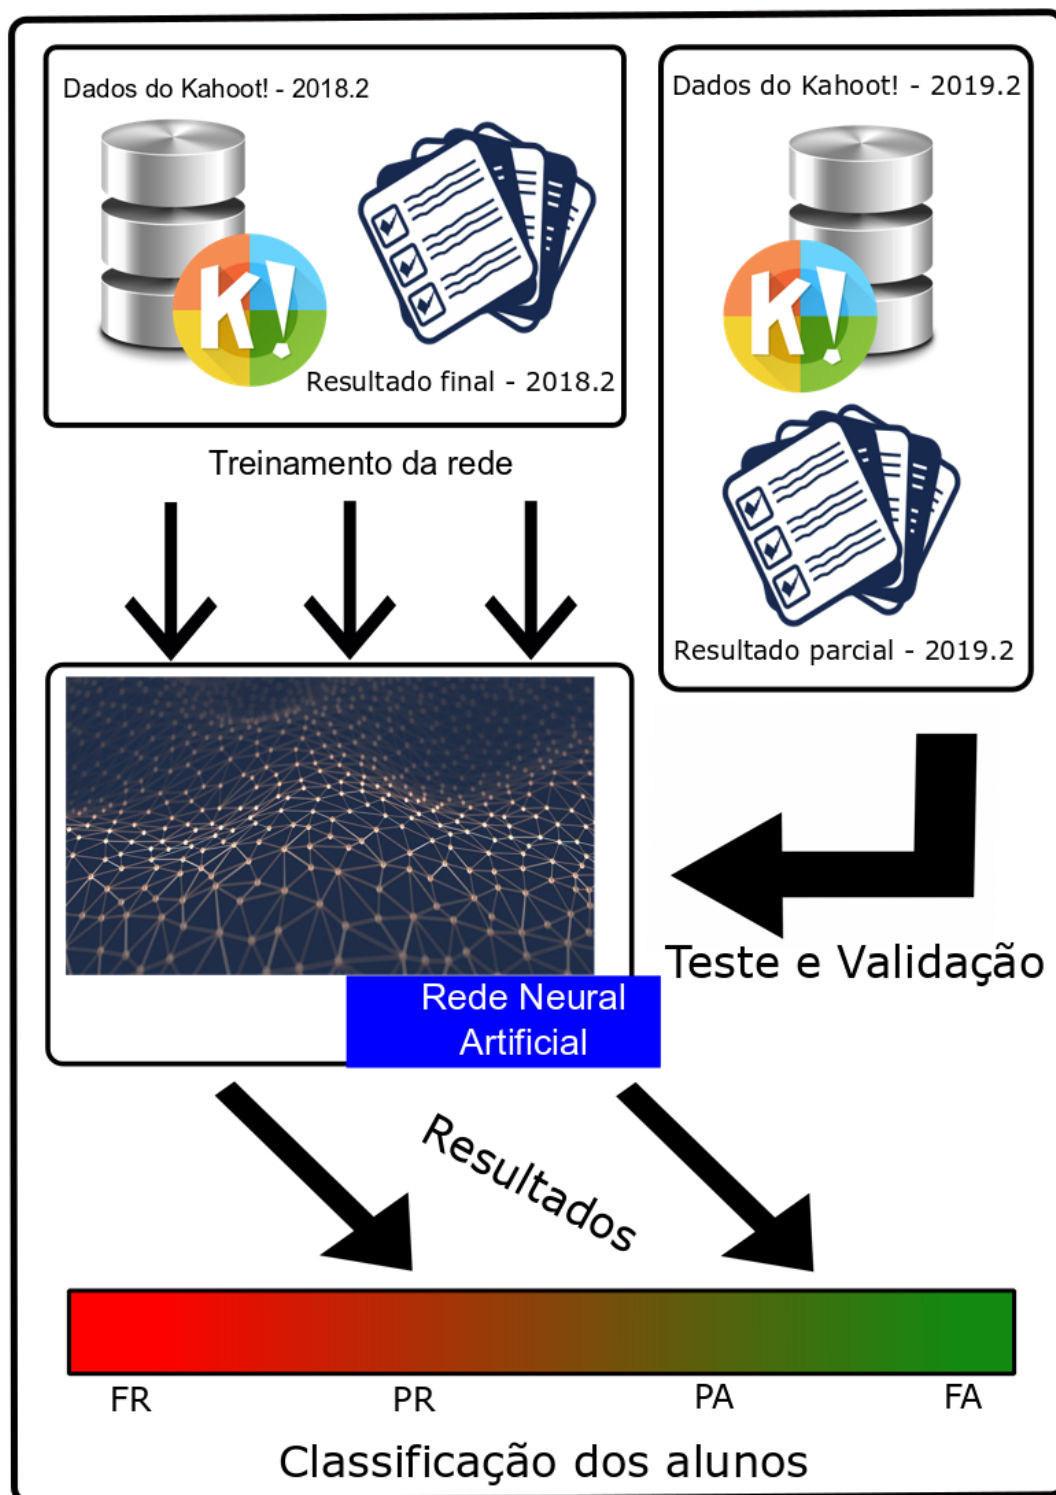 Dados do Kahoot! - 2018.2
K!
Resultado final - 2018.2
Dados do Kahoot! - 2019.2
K!
Resultado parcial - 2019.2
Treinamento da rede
Teste e Validação
Rede Neural
Artificial
Resultados
FR PR PA FA
Classificação dos alunos